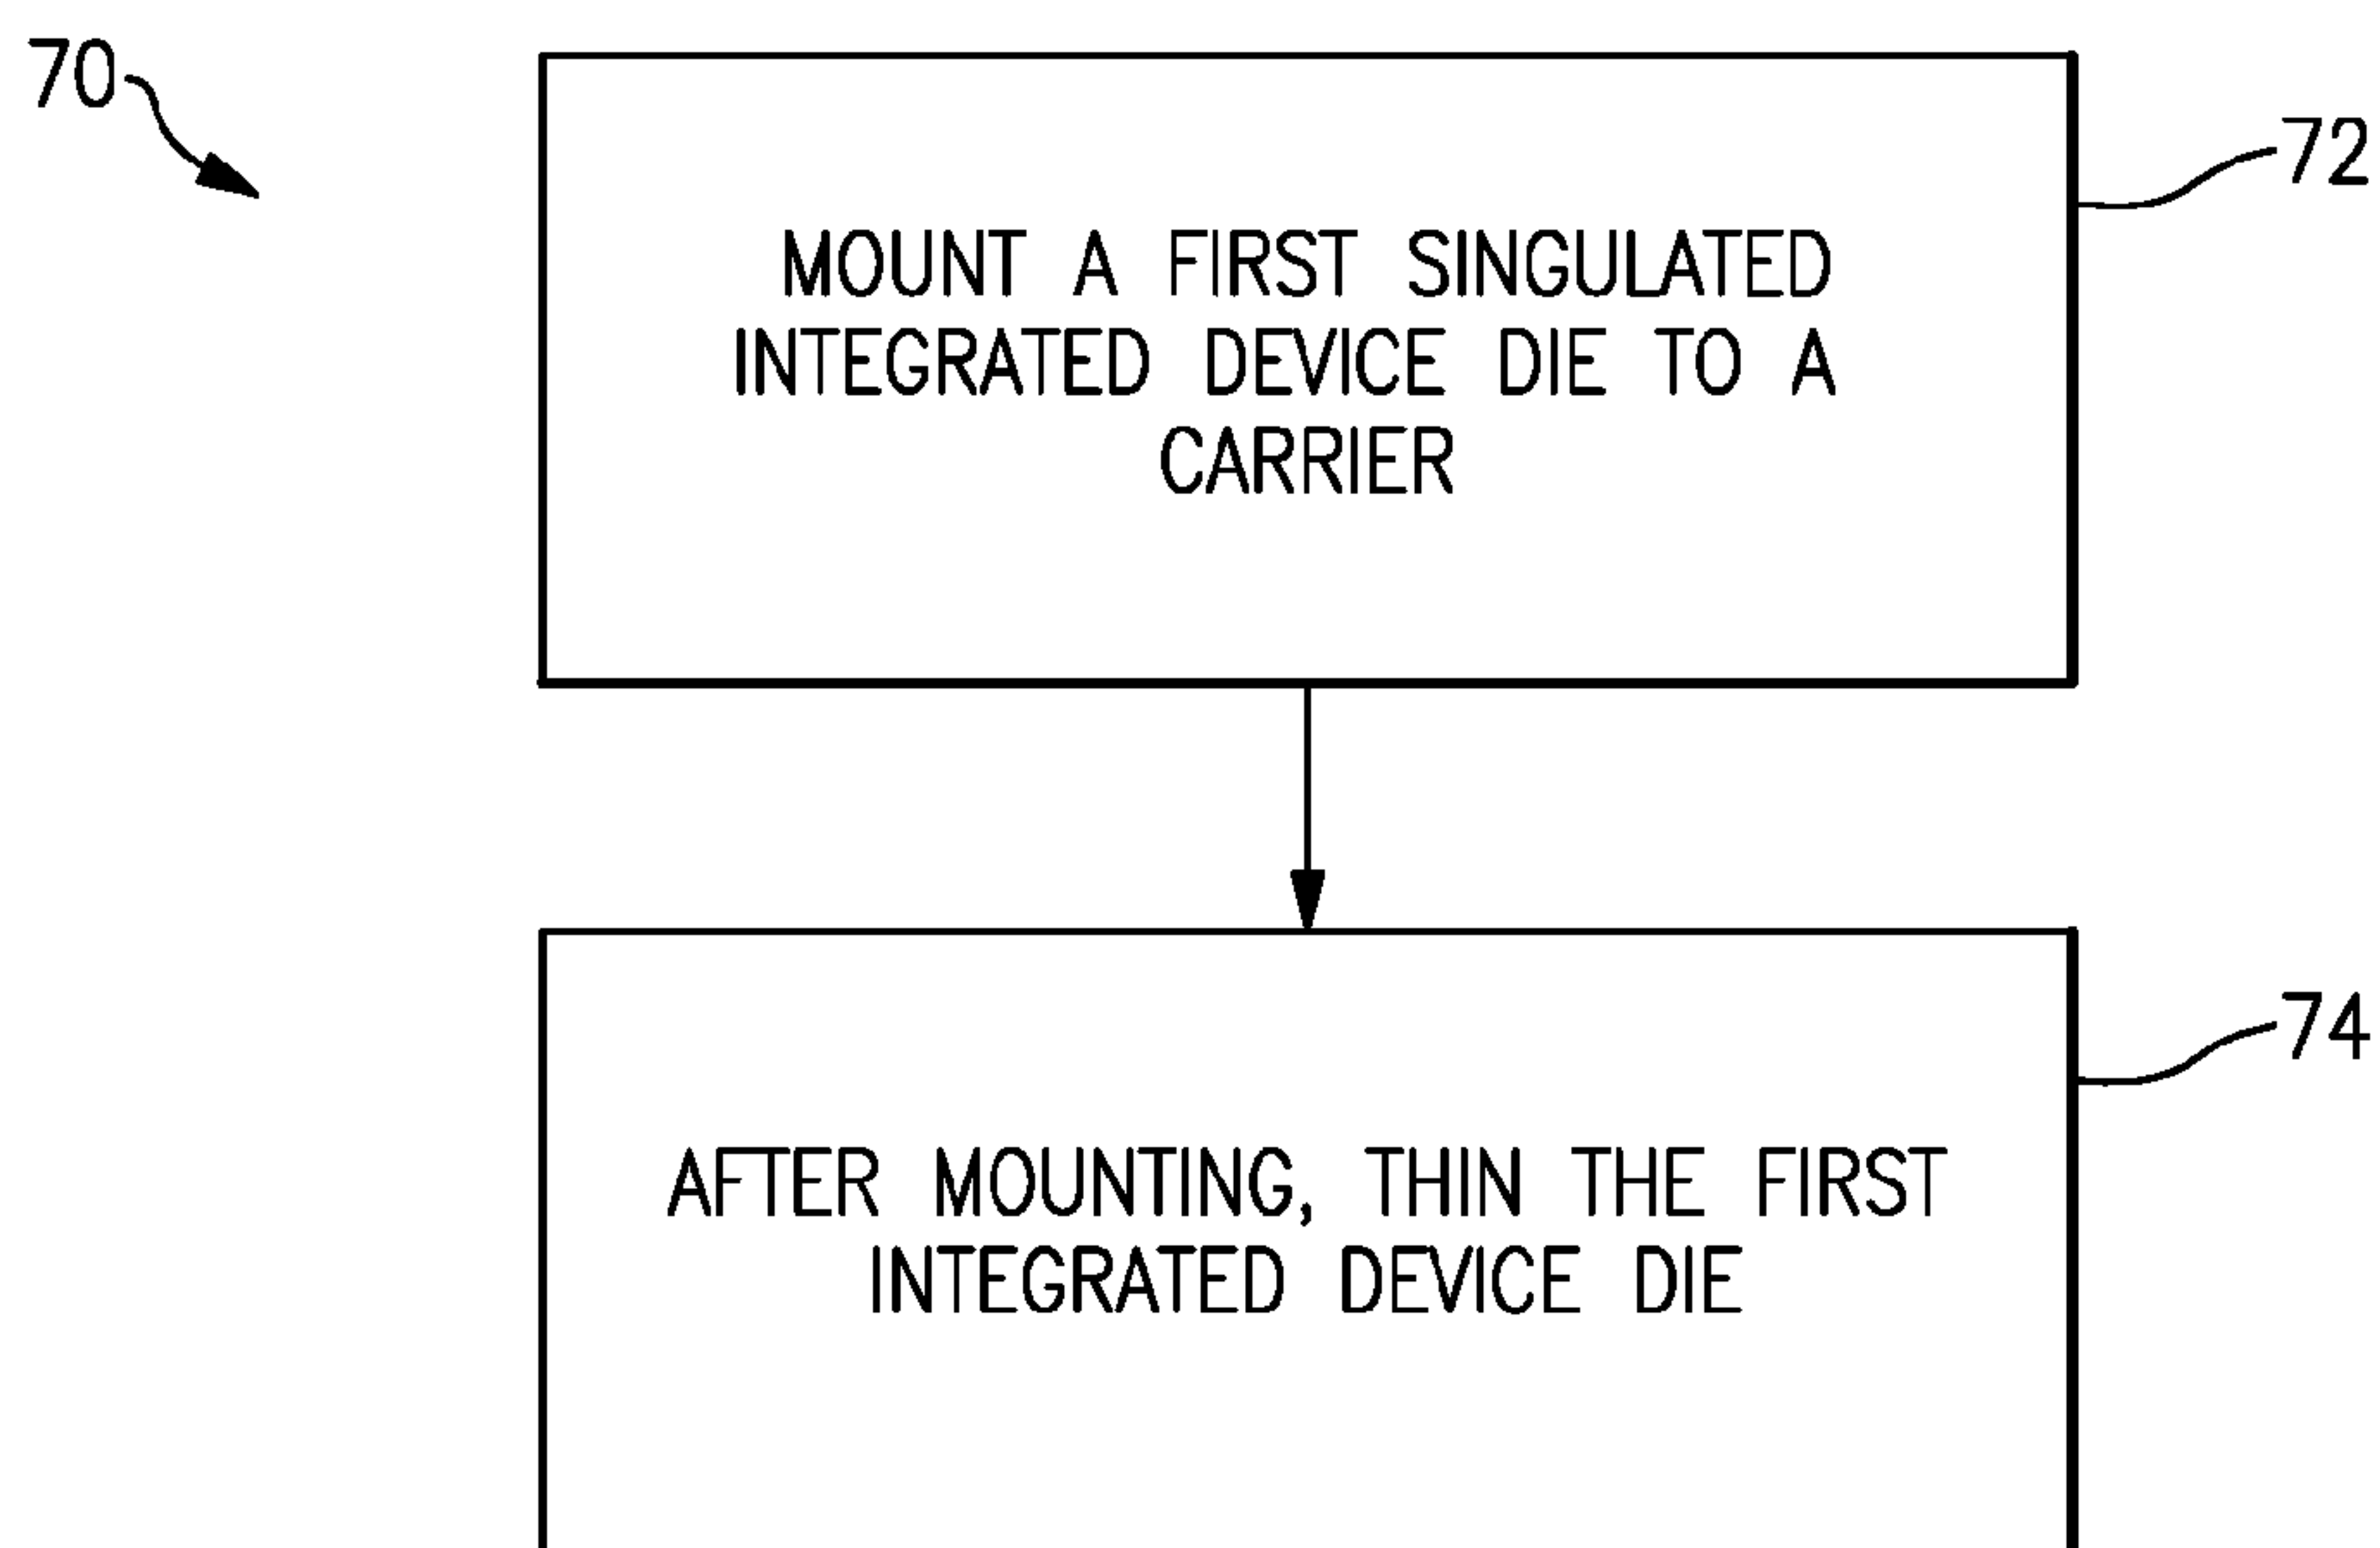 70
72
MOUNT A FIRST SINGULATED
INTEGRATED DEVICE DIE TO A
CARRIER
74
AFTER MOUNTING, THIN THE FIRST
INTEGRATED DEVICE DIE